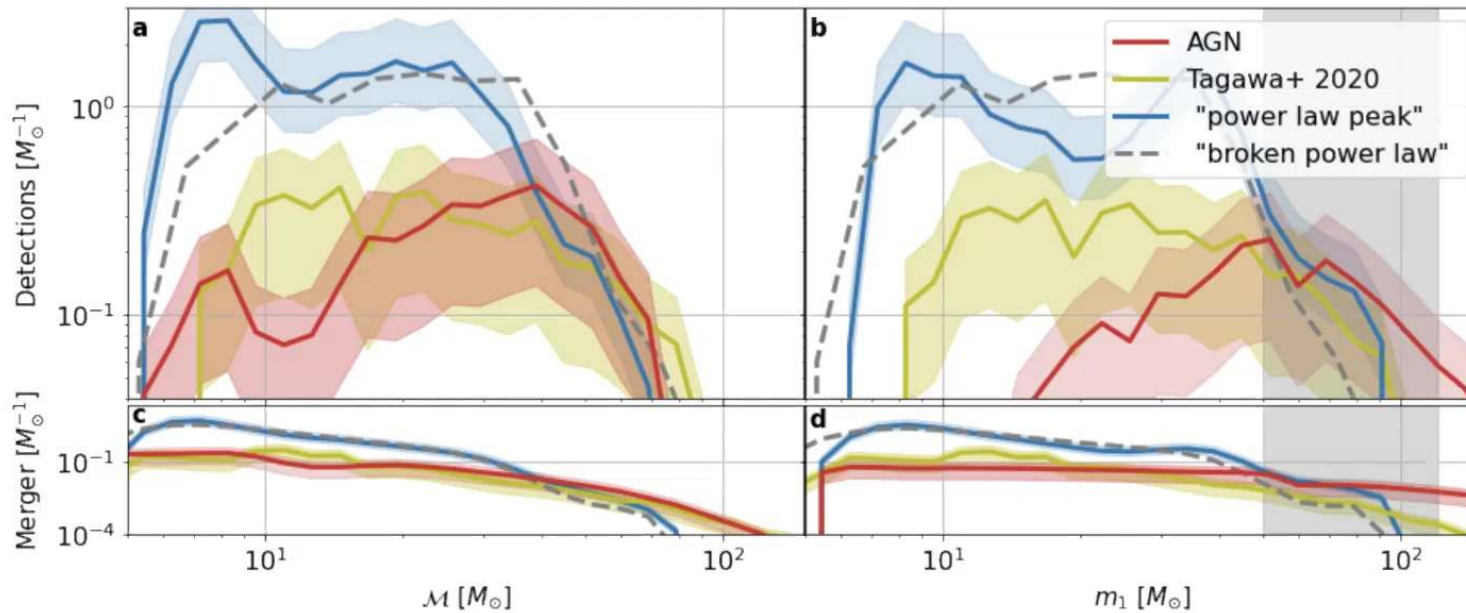 a
b
AGN
Tagawa+ 2020
"power law peak"
"broken power law"
Detections [M⊙⁻¹]
10⁰
10⁻¹
c
d
Merger [M⊙⁻¹]
10⁻¹
10⁻⁴
10¹ 10² 10¹ 10²
ℳ [M⊙] m₁ [M⊙]